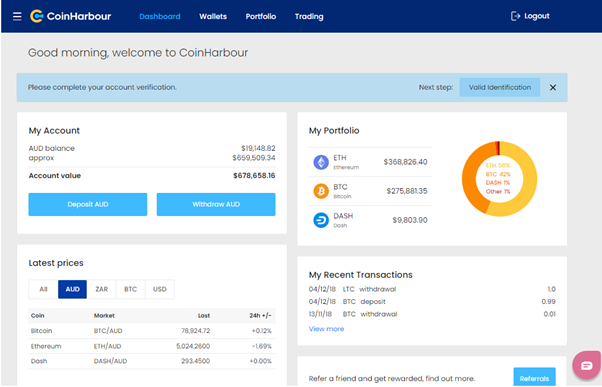 CoinHarbour Dashboard Wallets Portfolio Trading Logout
Good morning, welcome to CoinHarbour
Please complete your account verification. Next step: Valid Identification
My Account
AUD balance $19,148.82
approx $659,509.34
Account value $678,658.16
Deposit AUD Withdraw AUD
My Portfolio
ETH $368,826.40
Ethereum
BTC $275,881.35
Bitcoin
DASH $9,803.90
Dash
ETH 56%
BTC 42%
DASH 1%
Other 7%
Latest prices
All AUD ZAR BTC USD
Coin Market Last 24h +/-
Bitcoin BTC/AUD 78,924.72 +0.12%
Ethereum ETH/AUD 5,024.2600 -1.69%
Dash DASH/AUD 293.4500 +0.00%
My Recent Transactions
04/12/18 LTC withdrawal 1.0
04/12/18 BTC deposit 0.99
13/11/18 BTC withdrawal 0.01
View more
Refer a friend and get rewarded, find out more. Referrals